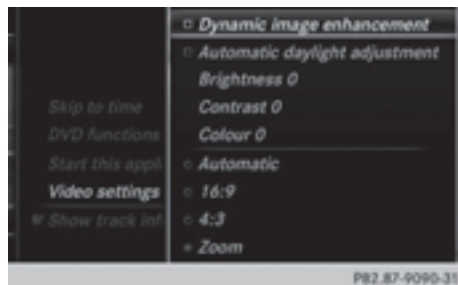 Dynamic image enhancement
Automatic daylight adjustment
Brightness 0
Contrast 0
Colour 0
Automatic
16:9
4:3
Zoom
Skip to time
DVD functions
Start this appli
Video settings
Show track inf
P82.87-9090-31